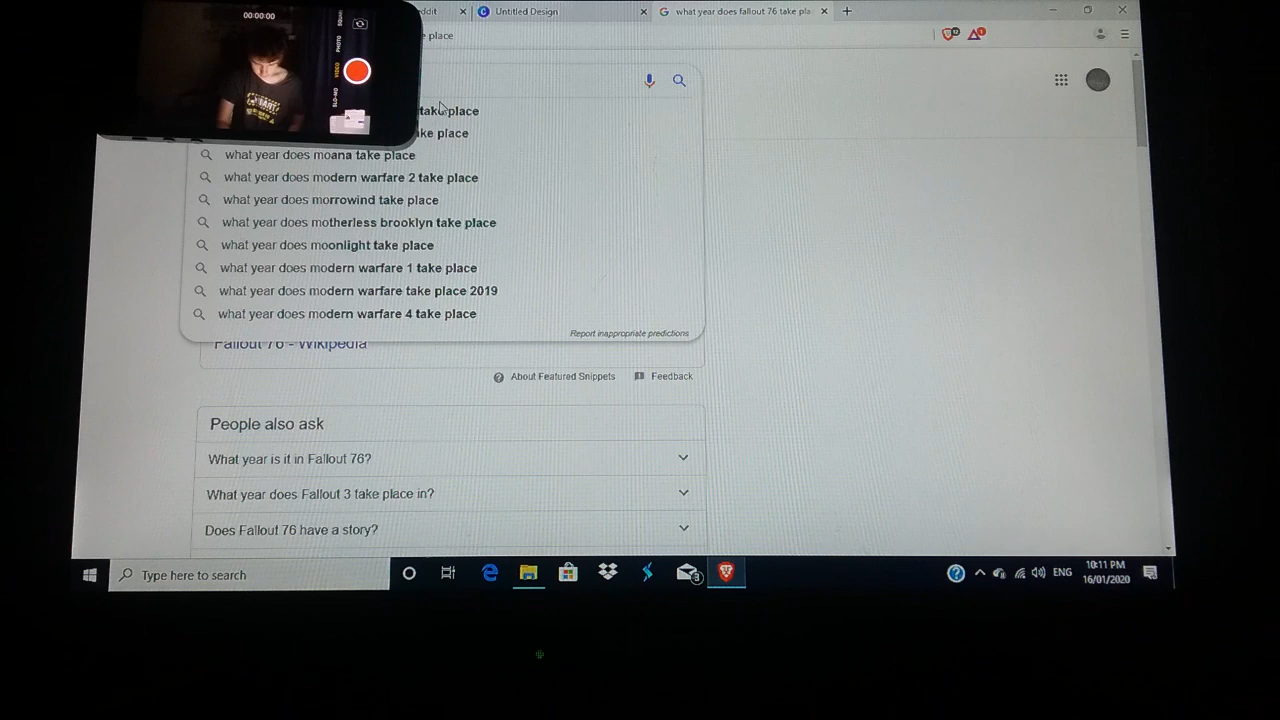 00:00:00
SLO-MO VIDEO PHOTO
ddit
Untitled Design
what year does fallout 76 take pla
place
take place
ake place
what year does moana take place
what year does modern warfare 2 take place
what year does morrowind take place
what year does motherless brooklyn take place
what year does moonlight take place
what year does modern warfare 1 take place
what year does modern warfare take place 2019
what year does modern warfare 4 take place
Report inappropriate predictions
Fallout 76 - Wikipedia
About Featured Snippets
Feedback
People also ask
What year is it in Fallout 76?
What year does Fallout 3 take place in?
Does Fallout 76 have a story?
Type here to search
3
ENG
10:11 PM
16/01/2020